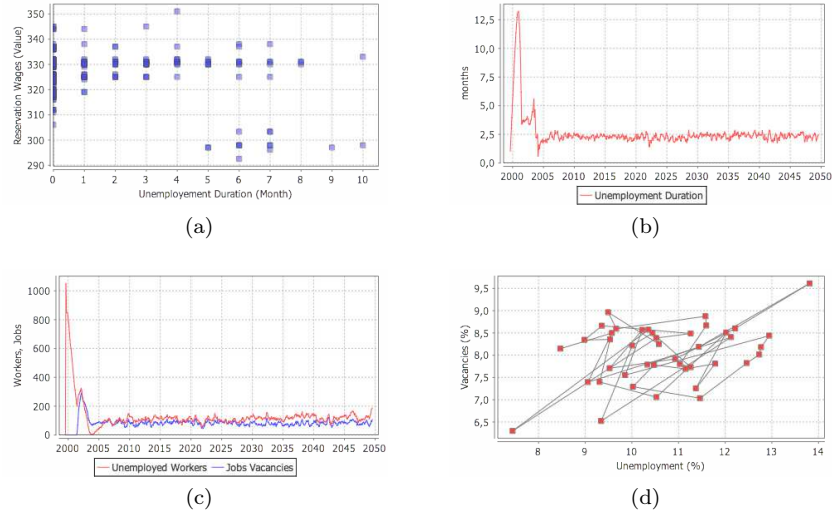 350
340
330
320
310
300
290
Reservation Wages (Value)
0 1 2 3 4 5 6 7 8 9 10
Unemployement Duration (Month)
(a)
12,5
10,0
7,5
5,0
2,5
0,0
months
2000 2005 2010 2015 2020 2025 2030 2035 2040 2045 2050
Unemployment Duration
(b)
1000
800
600
400
200
0
Workers, Jobs
2000 2005 2010 2015 2020 2025 2030 2035 2040 2045 2050
Unemployed Workers Jobs Vacancies
(c)
9,5
9,0
8,5
8,0
7,5
7,0
6,5
Vacancies (%)
8 9 10 11 12 13 14
Unemployment (%)
(d)